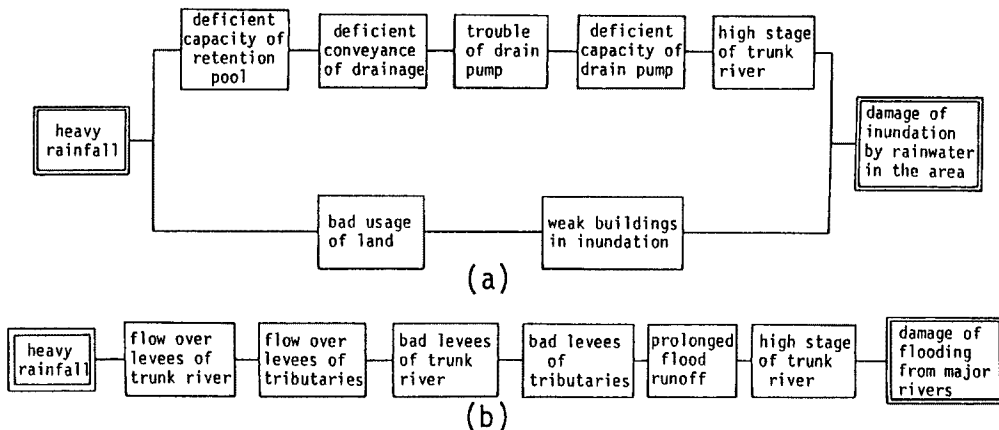 deficient
capacity of
retention
pool
deficient
conveyance
of drainage
trouble
of drain
pump
deficient
capacity of
drain pump
high stage
of trunk
river
heavy
rainfall
damage of
inundation
by rainwater
in the area
bad usage
of land
weak buildings
in inundation
(a)
heavy
rainfall
flow over
levees of
trunk river
flow over
levees of
tributaries
bad levees
of trunk
river
bad levees
of
tributaries
prolonged
flood
runoff
high stage
of trunk
river
damage of
flooding
from major
rivers
(b)